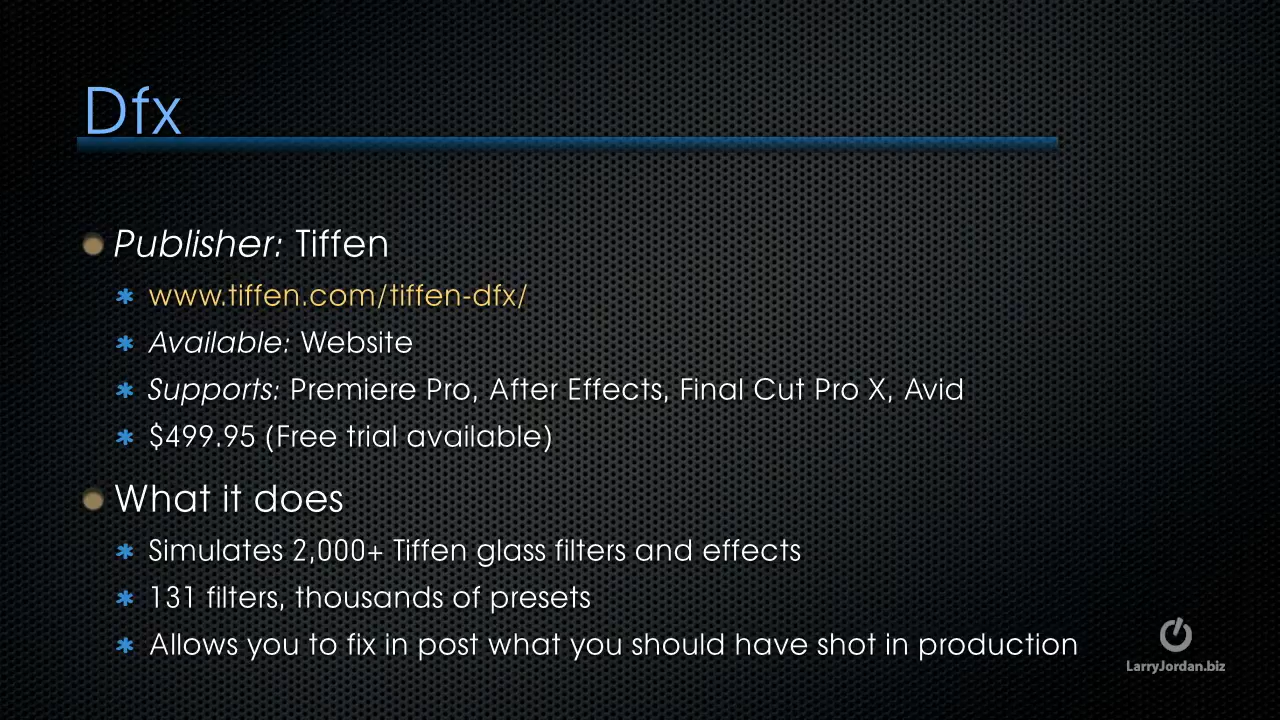 Dfx
Publisher: Tiffen
www.tiffen.com/tiffen-dfx/
Available: Website
Supports: Premiere Pro, After Effects, Final Cut Pro X, Avid
$499.95 (Free trial available)
What it does
Simulates 2,000+ Tiffen glass filters and effects
131 filters, thousands of presets
Allows you to fix in post what you should have shot in production
LarryJordan.biz